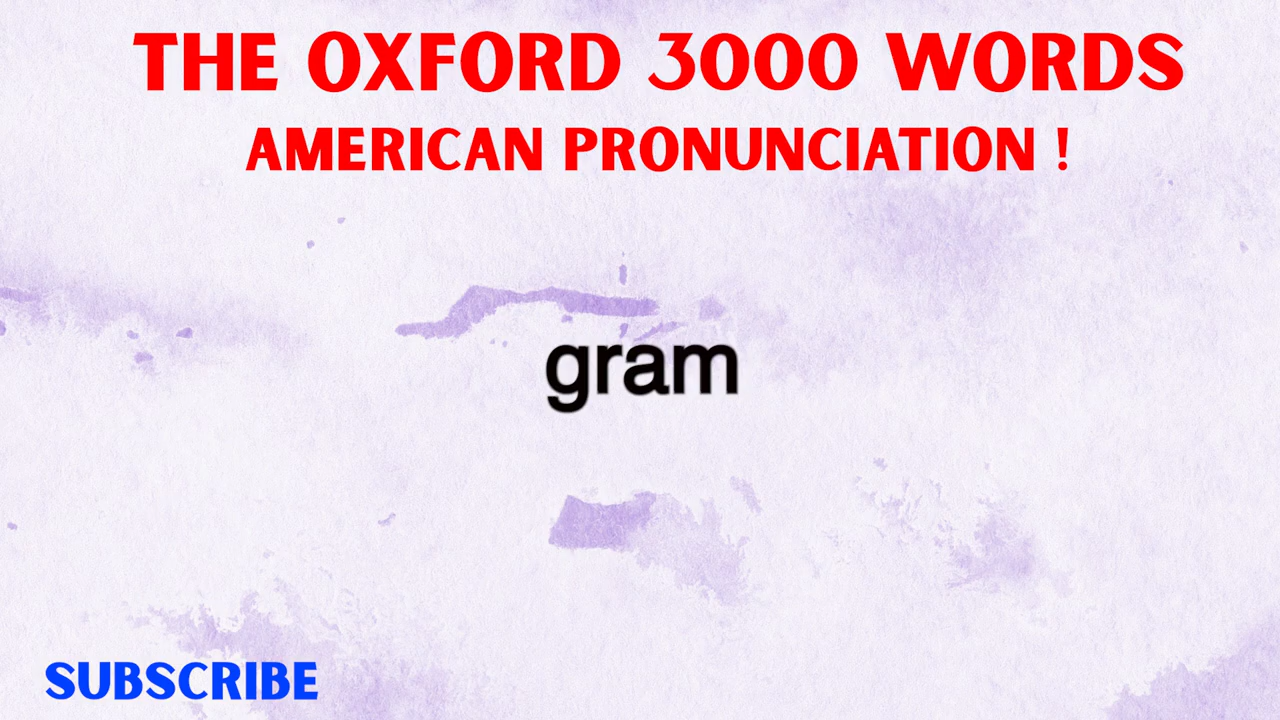 THE OXFORD 3000 WORDS
AMERICAN PRONUNCIATION !
gram
SUBSCRIBE